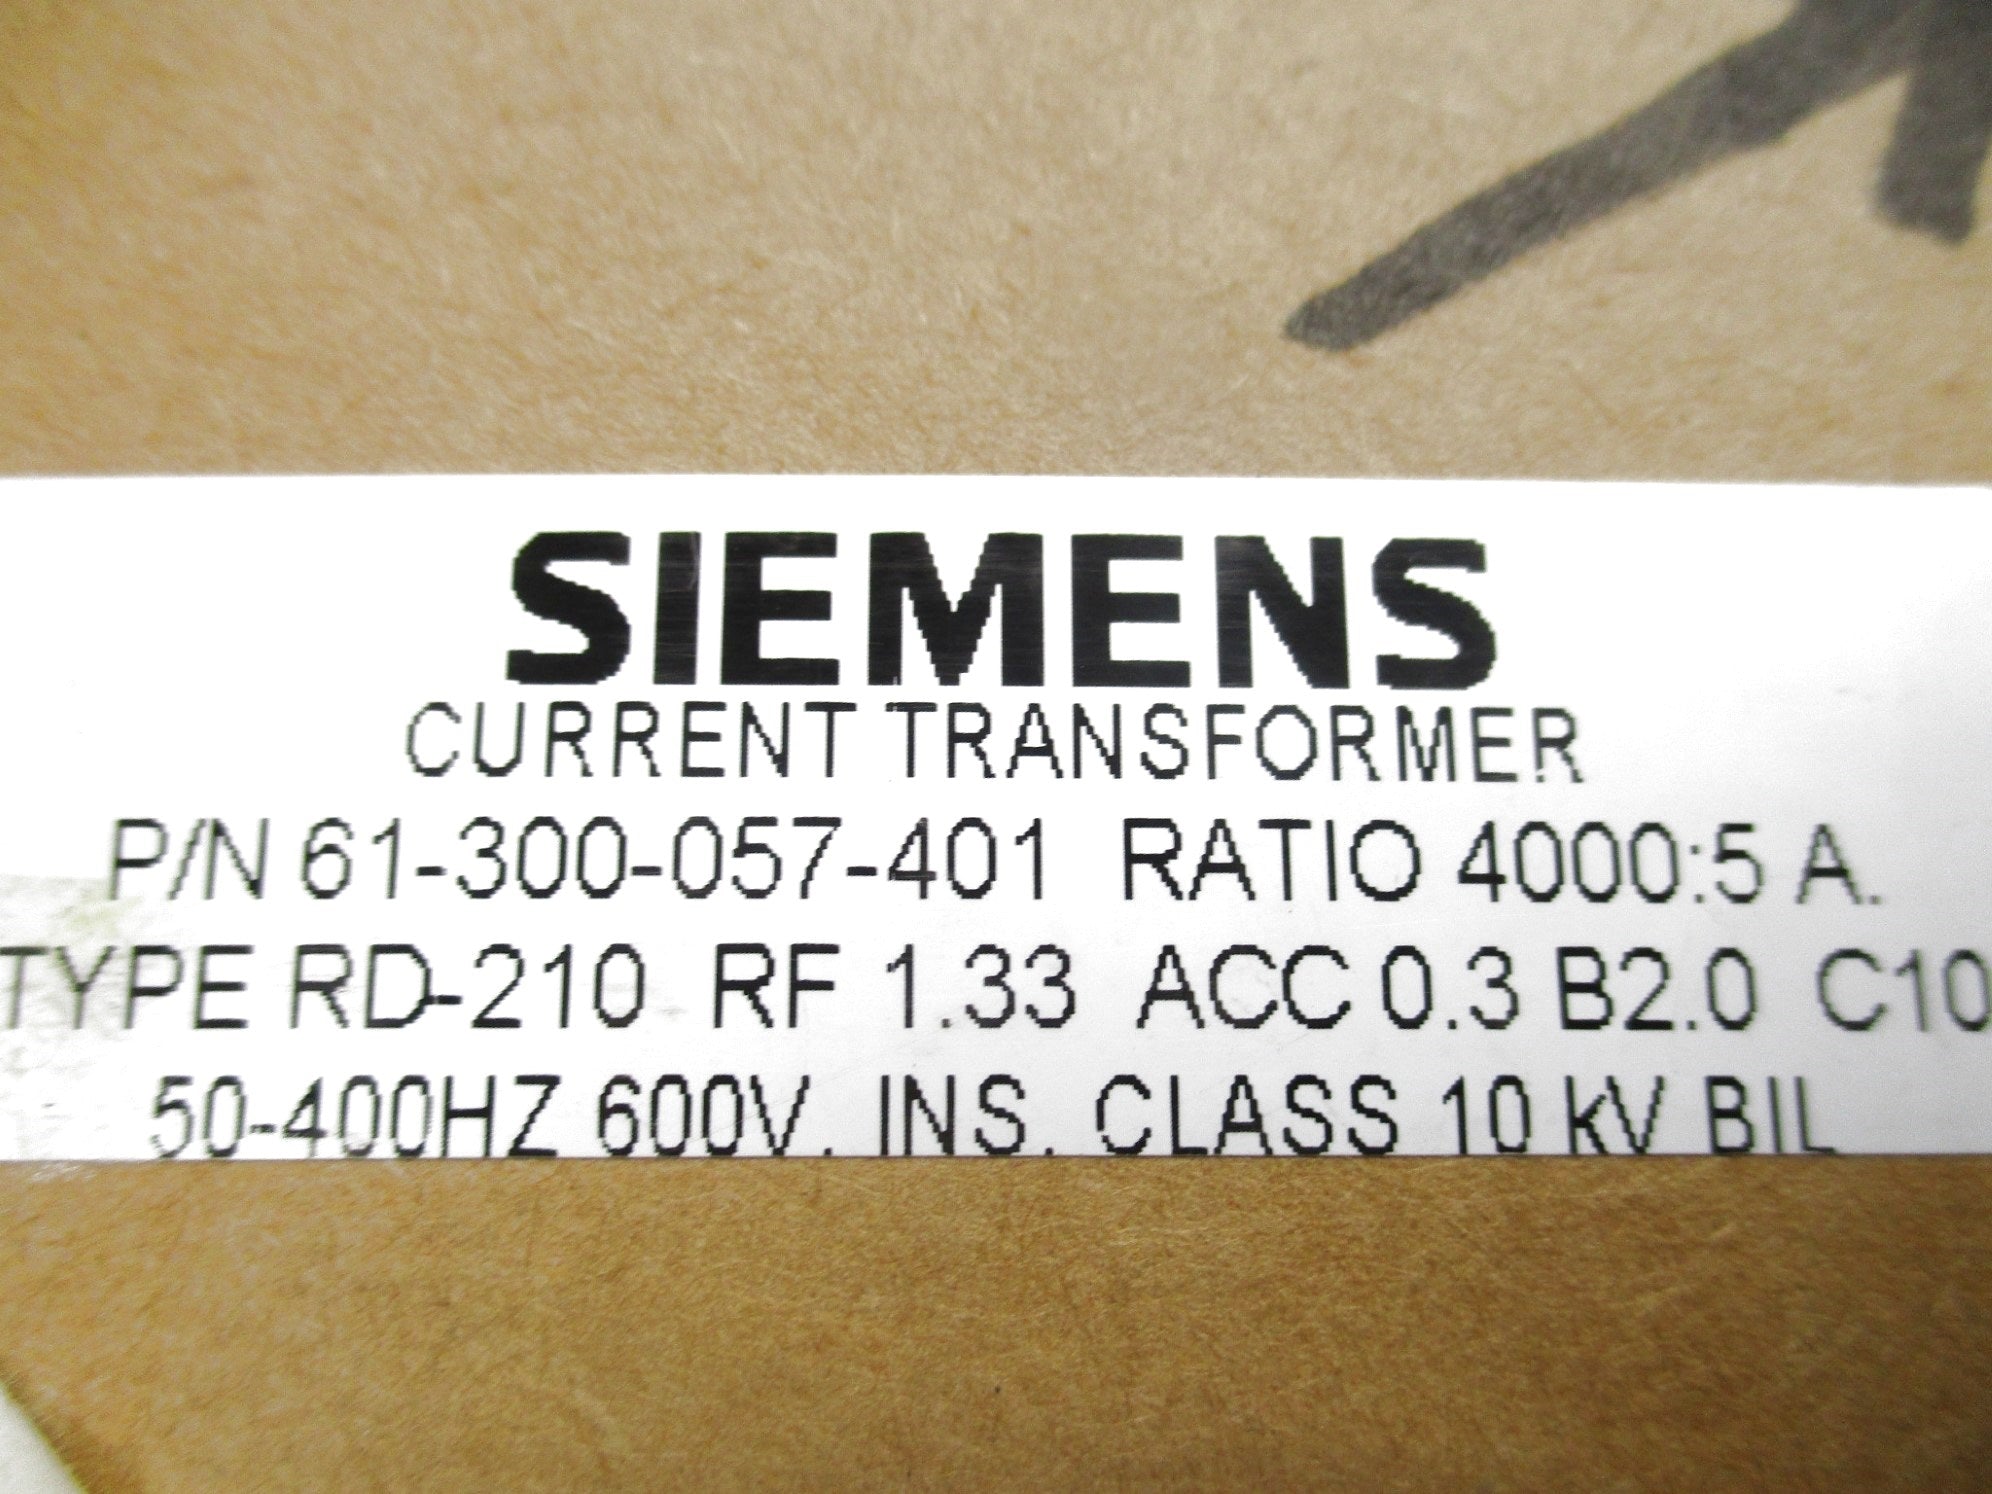 SIEMENS
CURRENT TRANSFORMER
P/N 61-300-057-401 RATIO 4000:5 A.
TYPE RD-210 RF 1.33 ACC 0.3 B2.0 C10
50-400HZ 600V. INS. CLASS 10 kV BIL